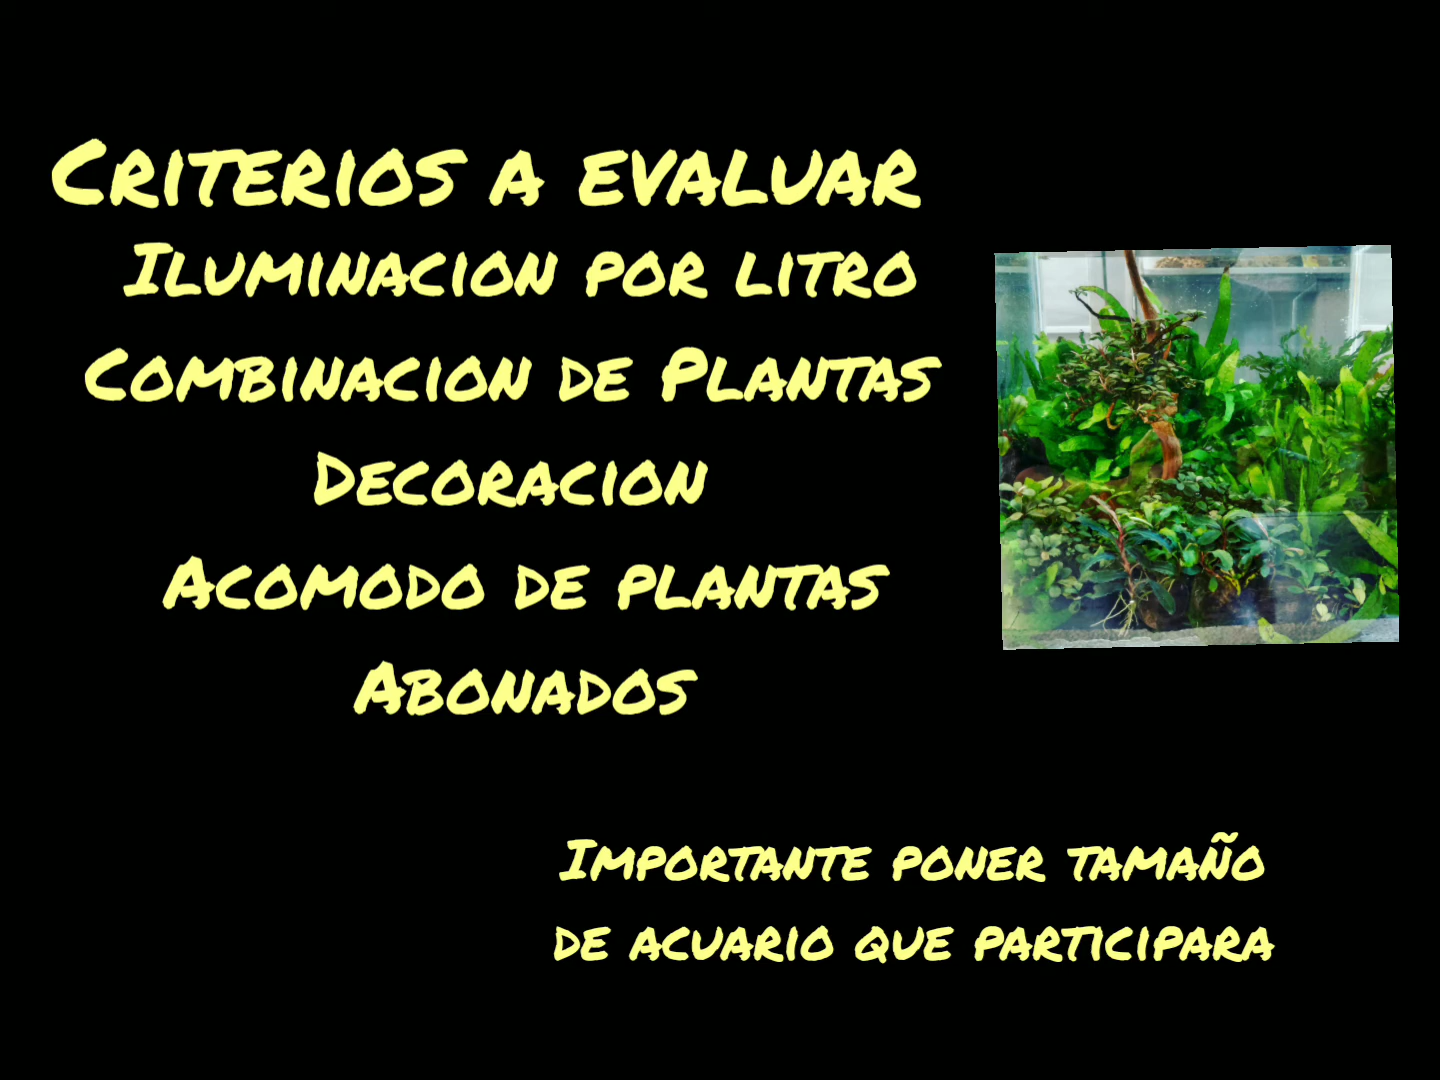 Criterios a evaluar
Iluminacion por litro
Combinacion de Plantas
Decoracion
Acomodo de plantas
Abonados
Importante poner tamaño
de acuario que participara